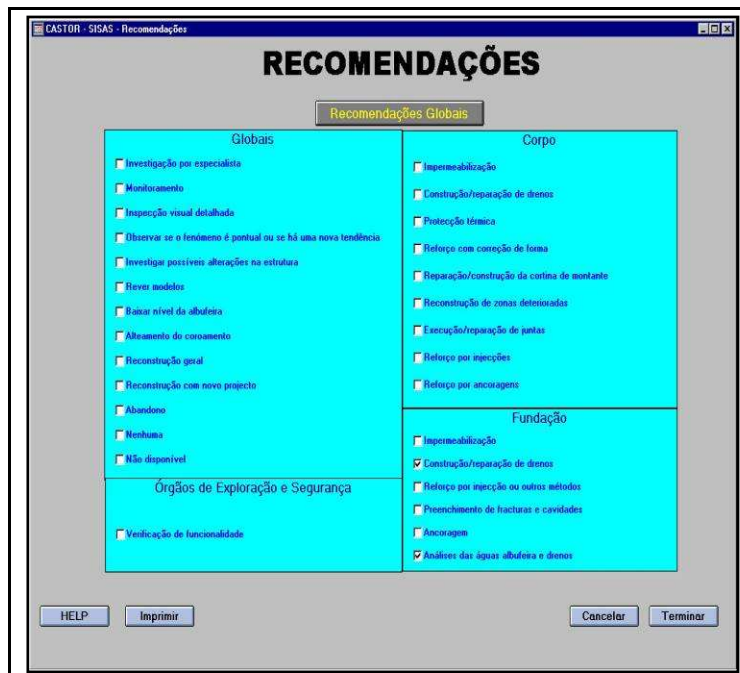 CASTOR - SISAS - Recomendações
RECOMENDAÇÕES
Recomendações Globais
Globais
Investigação por especialista
Monitoramento
Inspecção visual detalhada
Observar se o fenómeno é pontual ou se há uma nova tendência
Investigar possíveis alterações na estrutura
Rever modelos
Baixar nível da albufeira
Alteamento do coroamento
Reconstrução geral
Reconstrução com novo projecto
Abandono
Nenhuma
Não disponível
Órgãos de Exploração e Segurança
Verificação de funcionalidade
Corpo
Impermeabilização
Construção/reparação de drenos
Protecção térmica
Reforço com correção de forma
Reparação/construção da cortina de montante
Reconstrução de zonas deterioradas
Execução/reparação de juntas
Reforço por injecções
Reforço por ancoragens
Fundação
Impermeabilização
Construção/reparação de drenos
Reforço por injecção ou outros métodos
Preenchimento de fracturas e cavidades
Ancoragem
Análises das águas albufeira e drenos
HELP
Imprimir
Cancelar
Terminar